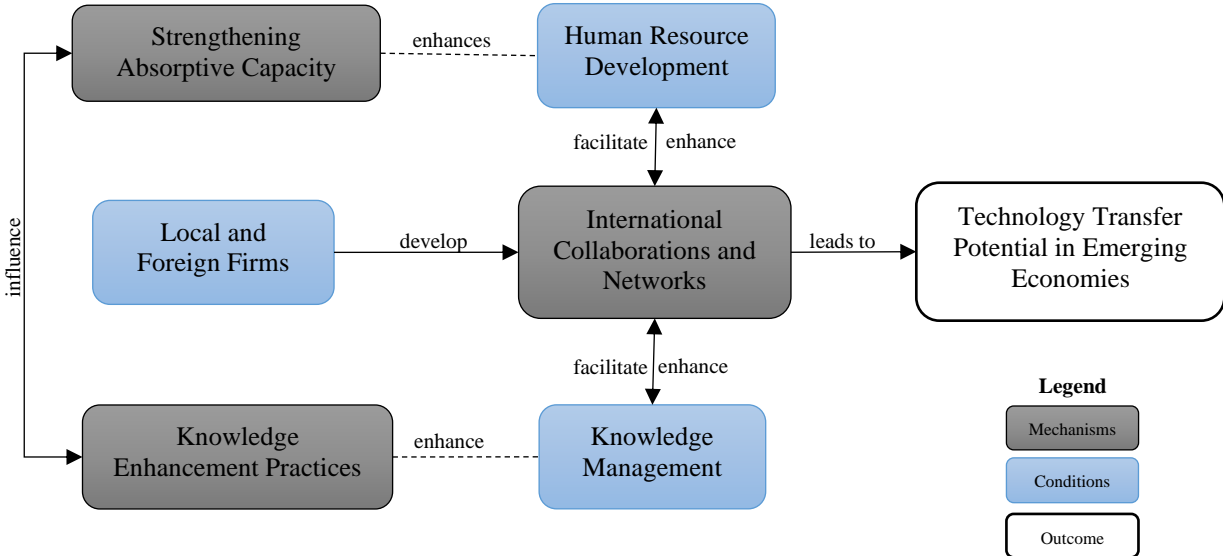 Strengthening
Absorptive Capacity
enhances
Human Resource
Development
facilitate
enhance
influence
Local and
Foreign Firms
develop
International
Collaborations and
Networks
leads to
Technology Transfer
Potential in Emerging
Economies
facilitate
enhance
Knowledge
Enhancement Practices
enhance
Knowledge
Management
Legend
Mechanisms
Conditions
Outcome